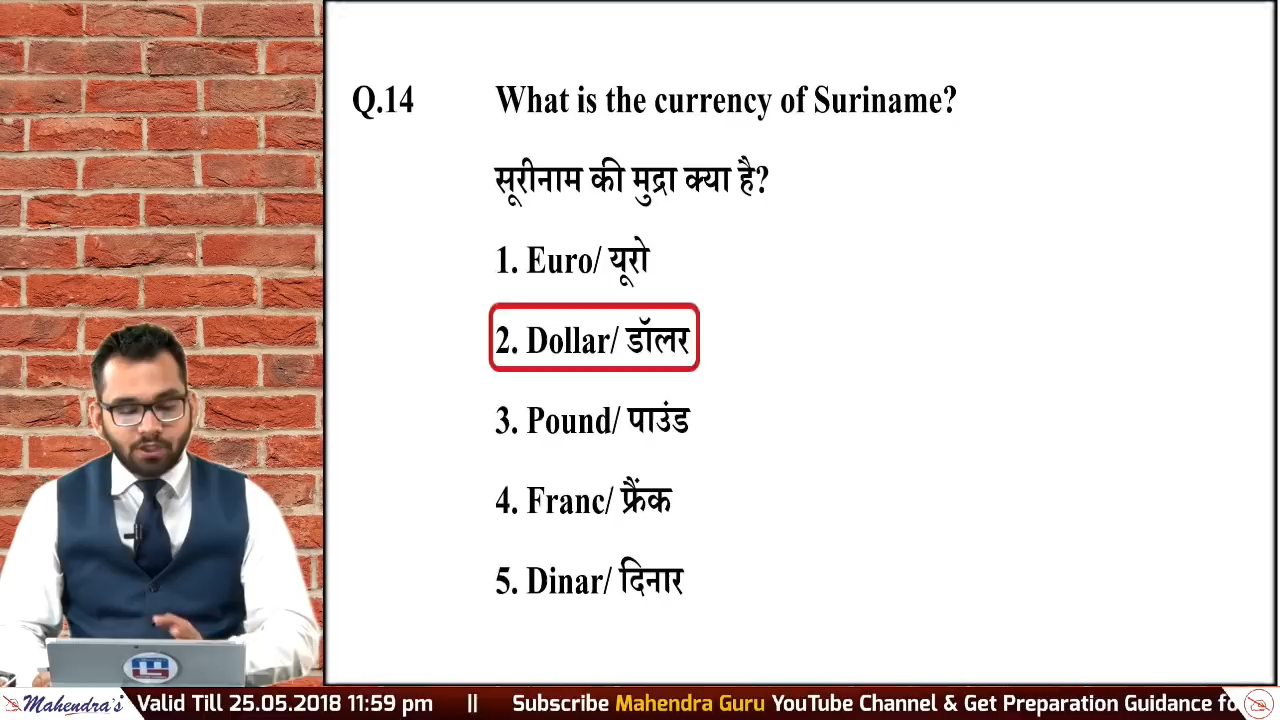 Q.14 What is the currency of Suriname?
सूरीनाम की मुद्रा क्या है?
1. Euro/ यूरो
2. Dollar/ डॉलर
3. Pound/ पाउंड
4. Franc/ फ्रैंक
5. Dinar/ दिनार
Mahendra's Valid Till 25.05.2018 11:59 pm || Subscribe Mahendra Guru YouTube Channel & Get Preparation Guidance fo